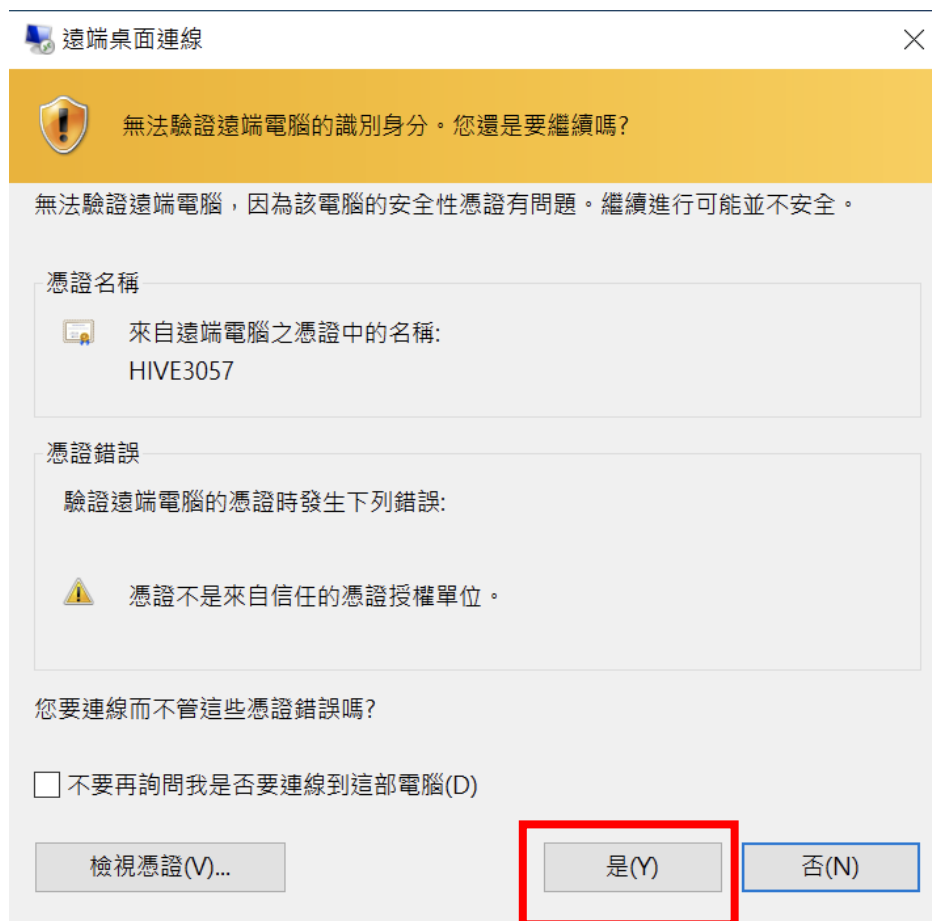 遠端桌面連線
無法驗證遠端電腦的識別身分。您還是要繼續嗎?
無法驗證遠端電腦，因為該電腦的安全性憑證有問題。繼續進行可能並不安全。
憑證名稱
來自遠端電腦之憑證中的名稱:
HIVE3057
憑證錯誤
驗證遠端電腦的憑證時發生下列錯誤:
憑證不是來自信任的憑證授權單位。
您要連線而不管這些憑證錯誤嗎?
不要再詢問我是否要連線到這部電腦(D)
檢視憑證(V)...
是(Y)
否(N)